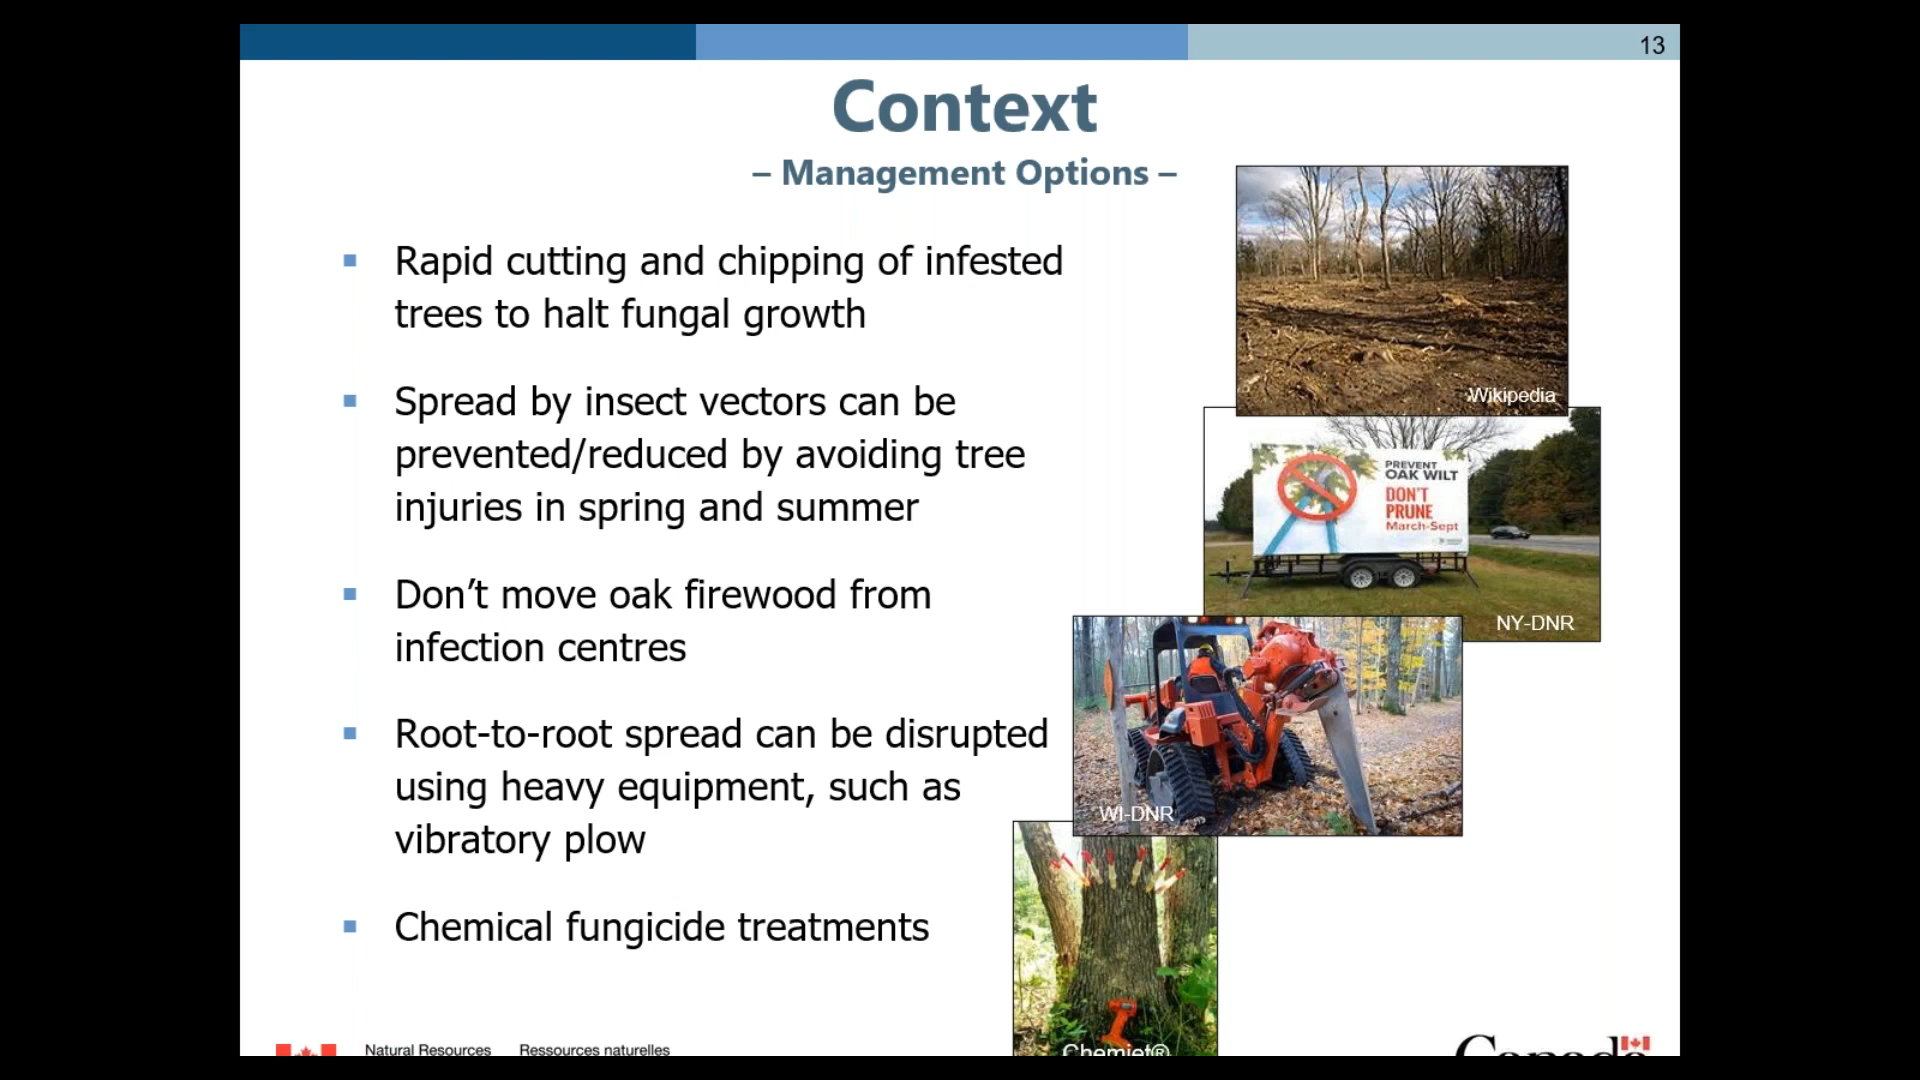 13
Context
– Management Options –
▪ Rapid cutting and chipping of infested
trees to halt fungal growth
▪ Spread by insect vectors can be
prevented/reduced by avoiding tree
injuries in spring and summer
▪ Don’t move oak firewood from
infection centres
▪ Root-to-root spread can be disrupted
using heavy equipment, such as
vibratory plow
▪ Chemical fungicide treatments
Wikipedia
PREVENT
OAK WILT
DON'T
PRUNE
March-Sept
NY-DNR
WI-DNR
Chemjet®
Natural Resources Ressources naturelles
Canada